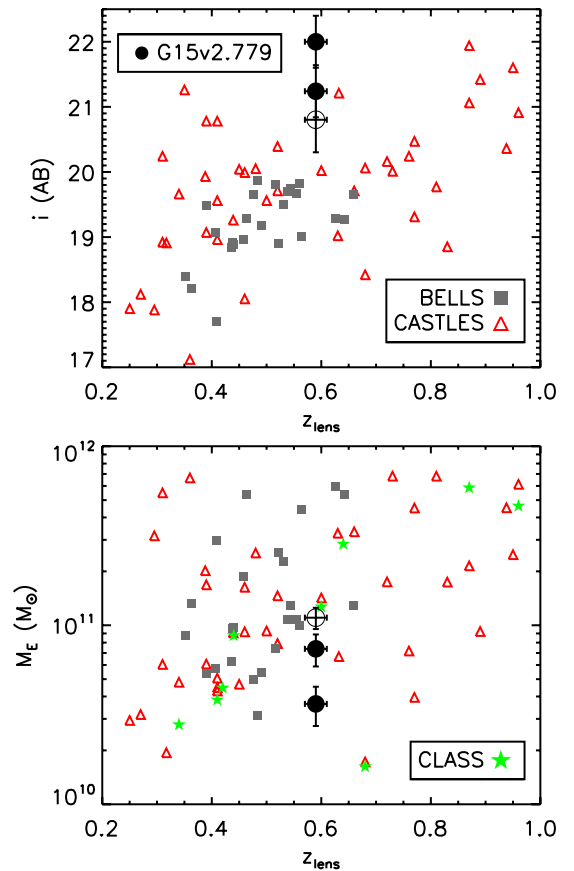 22
21
20
19
18
17
i (AB)
G15v2.779
BELLS
CASTLES
0.2 0.4 0.6 0.8 1.0
z_lens
10^12
10^11
10^10
M_E (M_⊙)
CLASS
0.2 0.4 0.6 0.8 1.0
z_lens